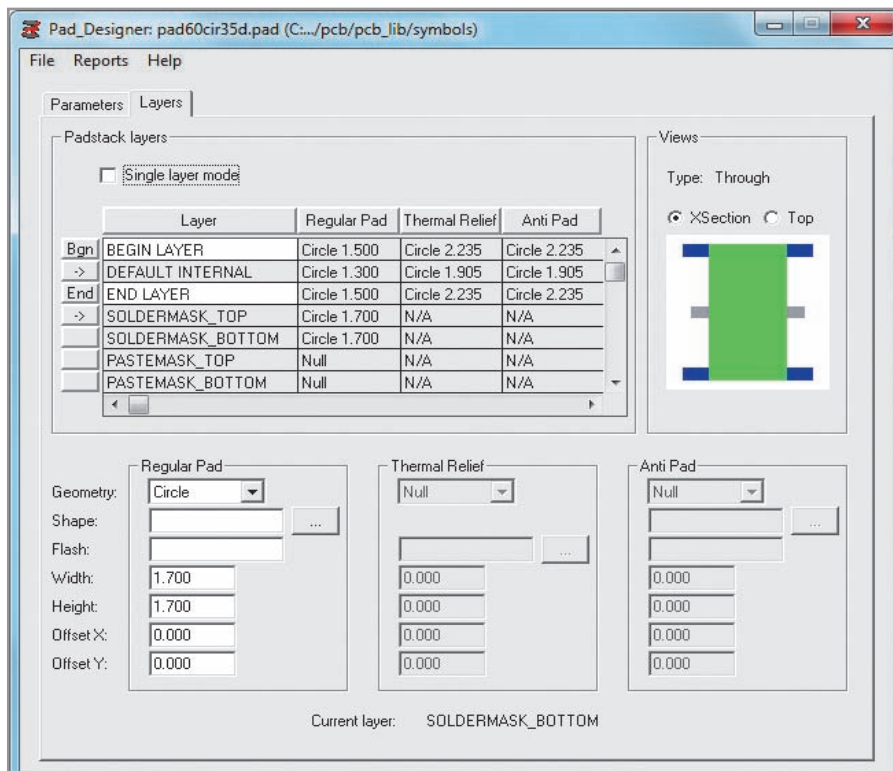 Pad_Designer: pad60cir35d.pad (C:.../pcb/pcb_lib/symbols)
File Reports Help
Parameters Layers
Padstack layers
Single layer mode
Layer Regular Pad Thermal Relief Anti Pad
Bgn BEGIN LAYER Circle 1.500 Circle 2.235 Circle 2.235
-> DEFAULT INTERNAL Circle 1.300 Circle 1.905 Circle 1.905
End END LAYER Circle 1.500 Circle 2.235 Circle 2.235
-> SOLDERMASK_TOP Circle 1.700 N/A N/A
SOLDERMASK_BOTTOM Circle 1.700 N/A N/A
PASTEMASK_TOP Null N/A N/A
PASTEMASK_BOTTOM Null N/A N/A
Views
Type: Through
XSection Top
Regular Pad Thermal Relief Anti Pad
Geometry: Circle Null Null
Shape: ... ...
Flash: ...
Width: 1.700 0.000 0.000
Height: 1.700 0.000 0.000
Offset X: 0.000 0.000 0.000
Offset Y: 0.000 0.000 0.000
Current layer: SOLDERMASK_BOTTOM